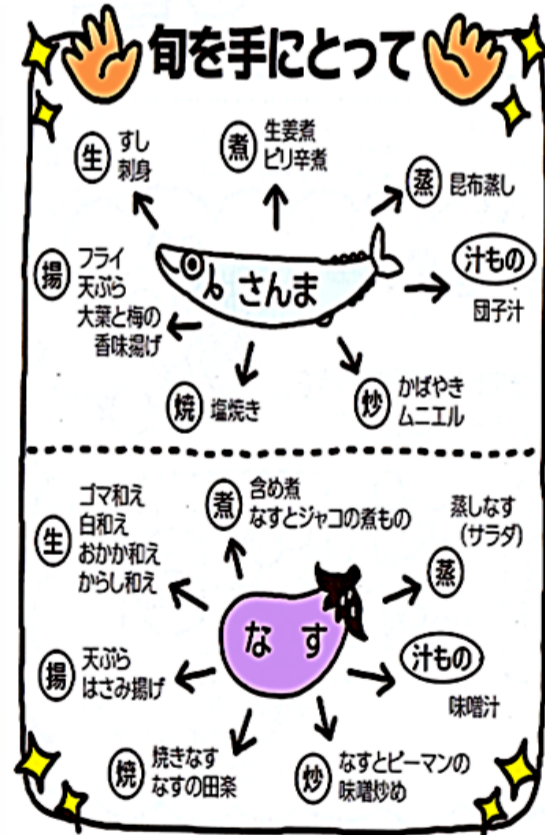 旬を手にとって
生
すし
刺身
煮
生姜煮
ピリ辛煮
蒸
昆布蒸し
揚
フライ
天ぷら
大葉と梅の
香味揚げ
さんま
汁もの
団子汁
焼
塩焼き
炒
かばやき
ムニエル
生
ゴマ和え
白和え
おかか和え
からし和え
煮
含め煮
なすとジャコの煮もの
蒸しなす
(サラダ)
蒸
なす
揚
天ぷら
はさみ揚げ
汁もの
味噌汁
焼
焼きなす
なすの田楽
炒
なすとピーマンの
味噌炒め